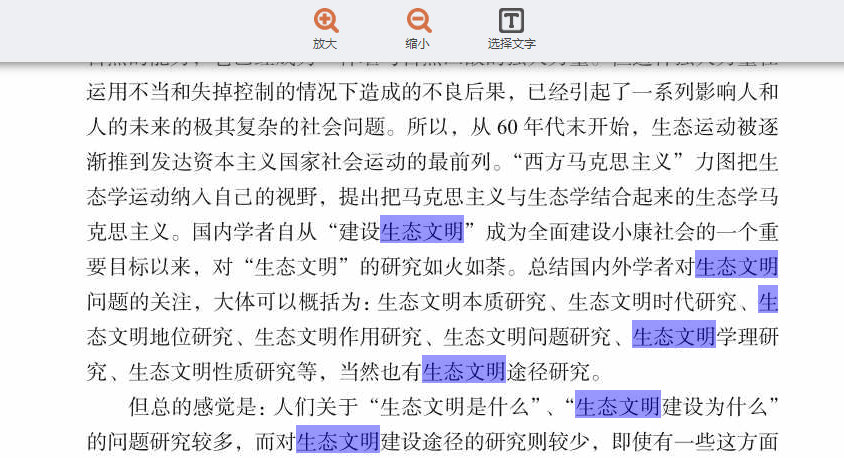 放大
缩小
选择文字
运用不当和失掉控制的情况下造成的不良后果，已经引起了一系列影响人和
人的未来的极其复杂的社会问题。所以，从 60 年代末开始，生态运动被逐
渐推到发达资本主义国家社会运动的最前列。“西方马克思主义”力图把生
态学运动纳入自己的视野，提出把马克思主义与生态学结合起来的生态学马
克思主义。国内学者自从“建设生态文明”成为全面建设小康社会的一个重
要目标以来，对“生态文明”的研究如火如荼。总结国内外学者对生态文明
问题的关注，大体可以概括为：生态文明本质研究、生态文明时代研究、生
态文明地位研究、生态文明作用研究、生态文明问题研究、生态文明学理研
究、生态文明性质研究等，当然也有生态文明途径研究。
但总的感觉是：人们关于“生态文明是什么”、“生态文明建设为什么”
的问题研究较多，而对生态文明建设途径的研究则较少，即使有一些这方面